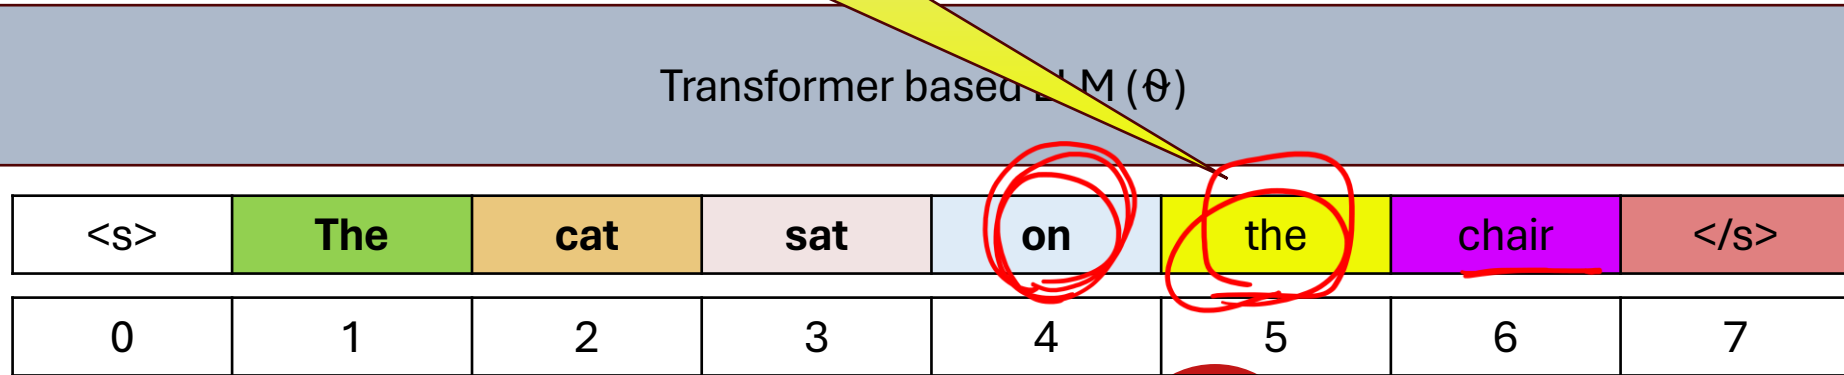 Transformer based LLM (ϑ)
<s> The cat sat on the chair </s>
0 1 2 3 4 5 6 7